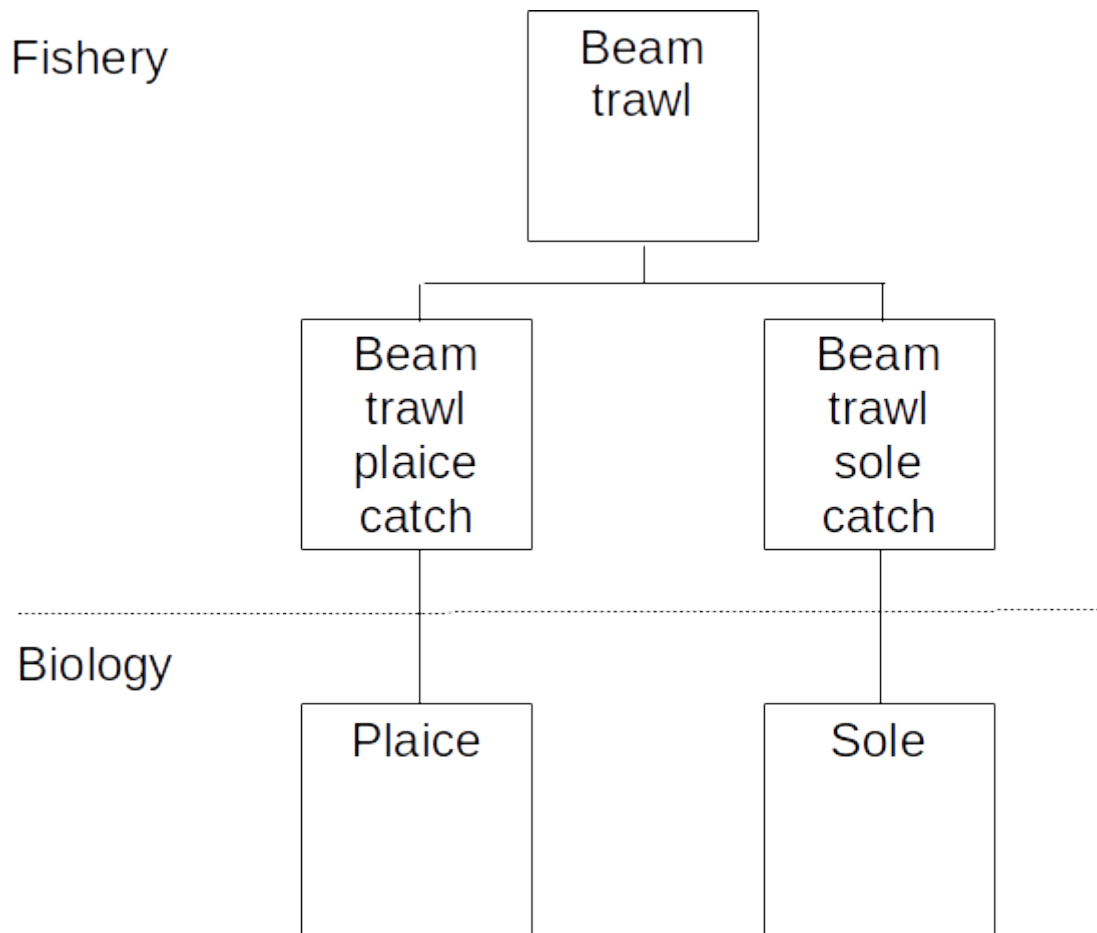 Fishery
Beam
trawl
Beam
trawl
plaice
catch
Beam
trawl
sole
catch
Biology
Plaice
Sole